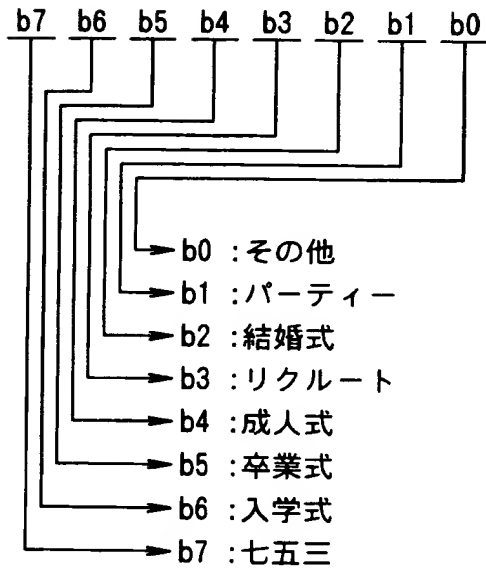 b7 b6 b5 b4 b3 b2 b1 b0
b0 :その他
b1 :パーティー
b2 :結婚式
b3 :リクルート
b4 :成人式
b5 :卒業式
b6 :入学式
b7 :七五三